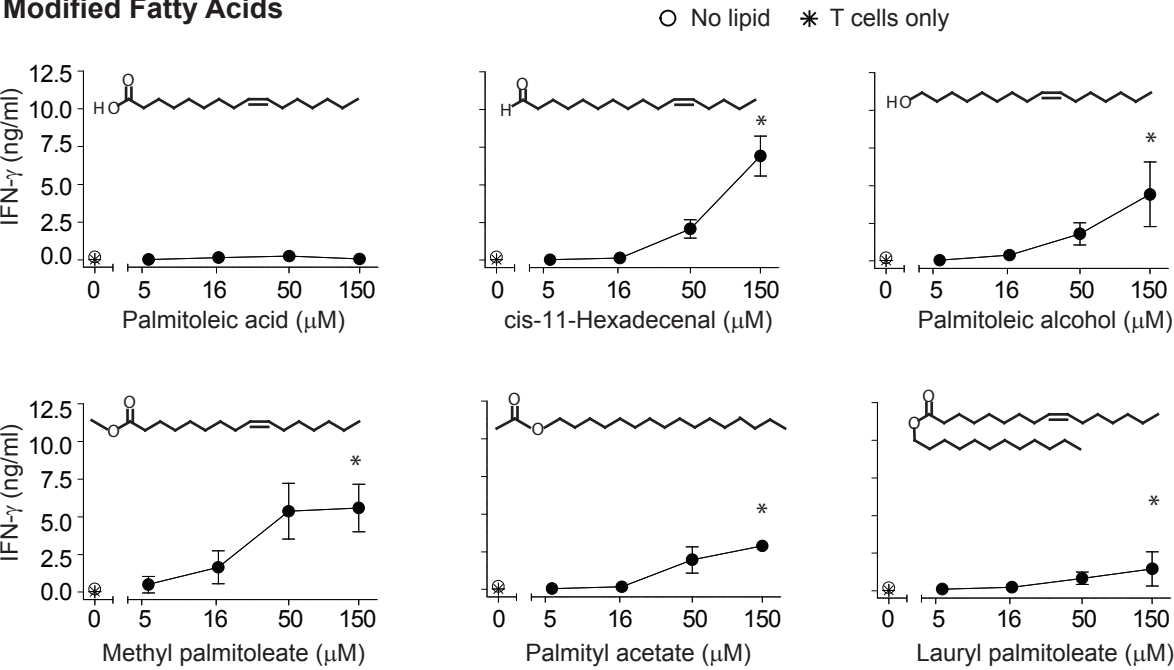 Modified Fatty Acids
No lipid * T cells only
IFN-γ (ng/ml)
12.5
10.0
7.5
5.0
2.5
0.0
O
HO
0 5 16 50 150
Palmitoleic acid (μM)
O
H
*
0 5 16 50 150
cis-11-Hexadecenal (μM)
HO
*
0 5 16 50 150
Palmitoleic alcohol (μM)
IFN-γ (ng/ml)
12.5
10.0
7.5
5.0
2.5
0.0
O
O
*
0 5 16 50 150
Methyl palmitoleate (μM)
O
O
*
0 5 16 50 150
Palmityl acetate (μM)
O
O
*
0 5 16 50 150
Lauryl palmitoleate (μM)